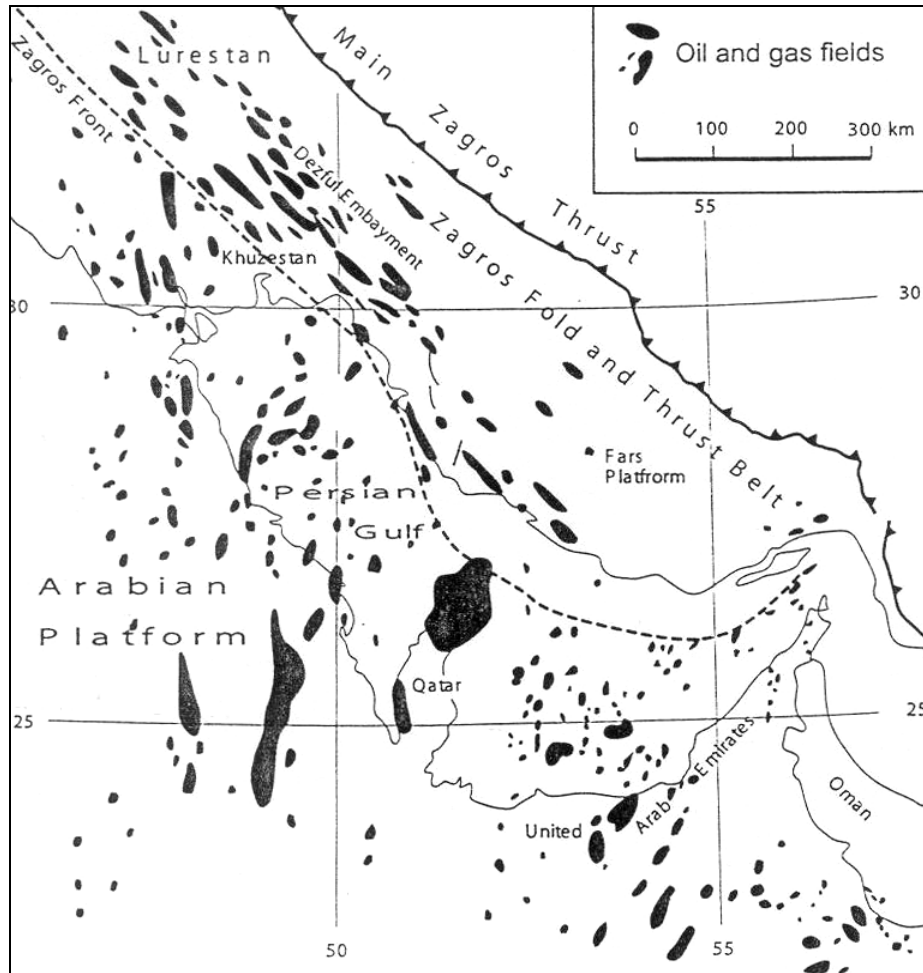 Oil and gas fields
0 100 200 300 km
Lurestan
Main Zagros Thrust
Zagros Front
Dezful Embayment
Zagros Fold and Thrust Belt
55
Khuzestan
30
30
Fars
Platfrorm
Persian
Gulf
Arabian
Platform
Qatar
25
25
United Arab Emirates
Oman
50
55